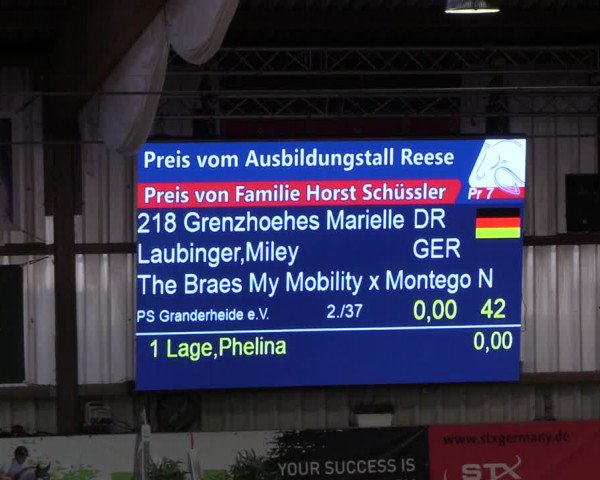 Preis vom Ausbildungstall Reese
Preis von Familie Horst Schüssler Pr 7
218 Grenzhoehes Marielle DR
Laubinger,Miley GER
The Braes My Mobility x Montego N
PS Granderheide e.V. 2./37 0,00 42
1 Lage,Phelina 0,00
www.stxgermany.de
YOUR SUCCESS IS
STX